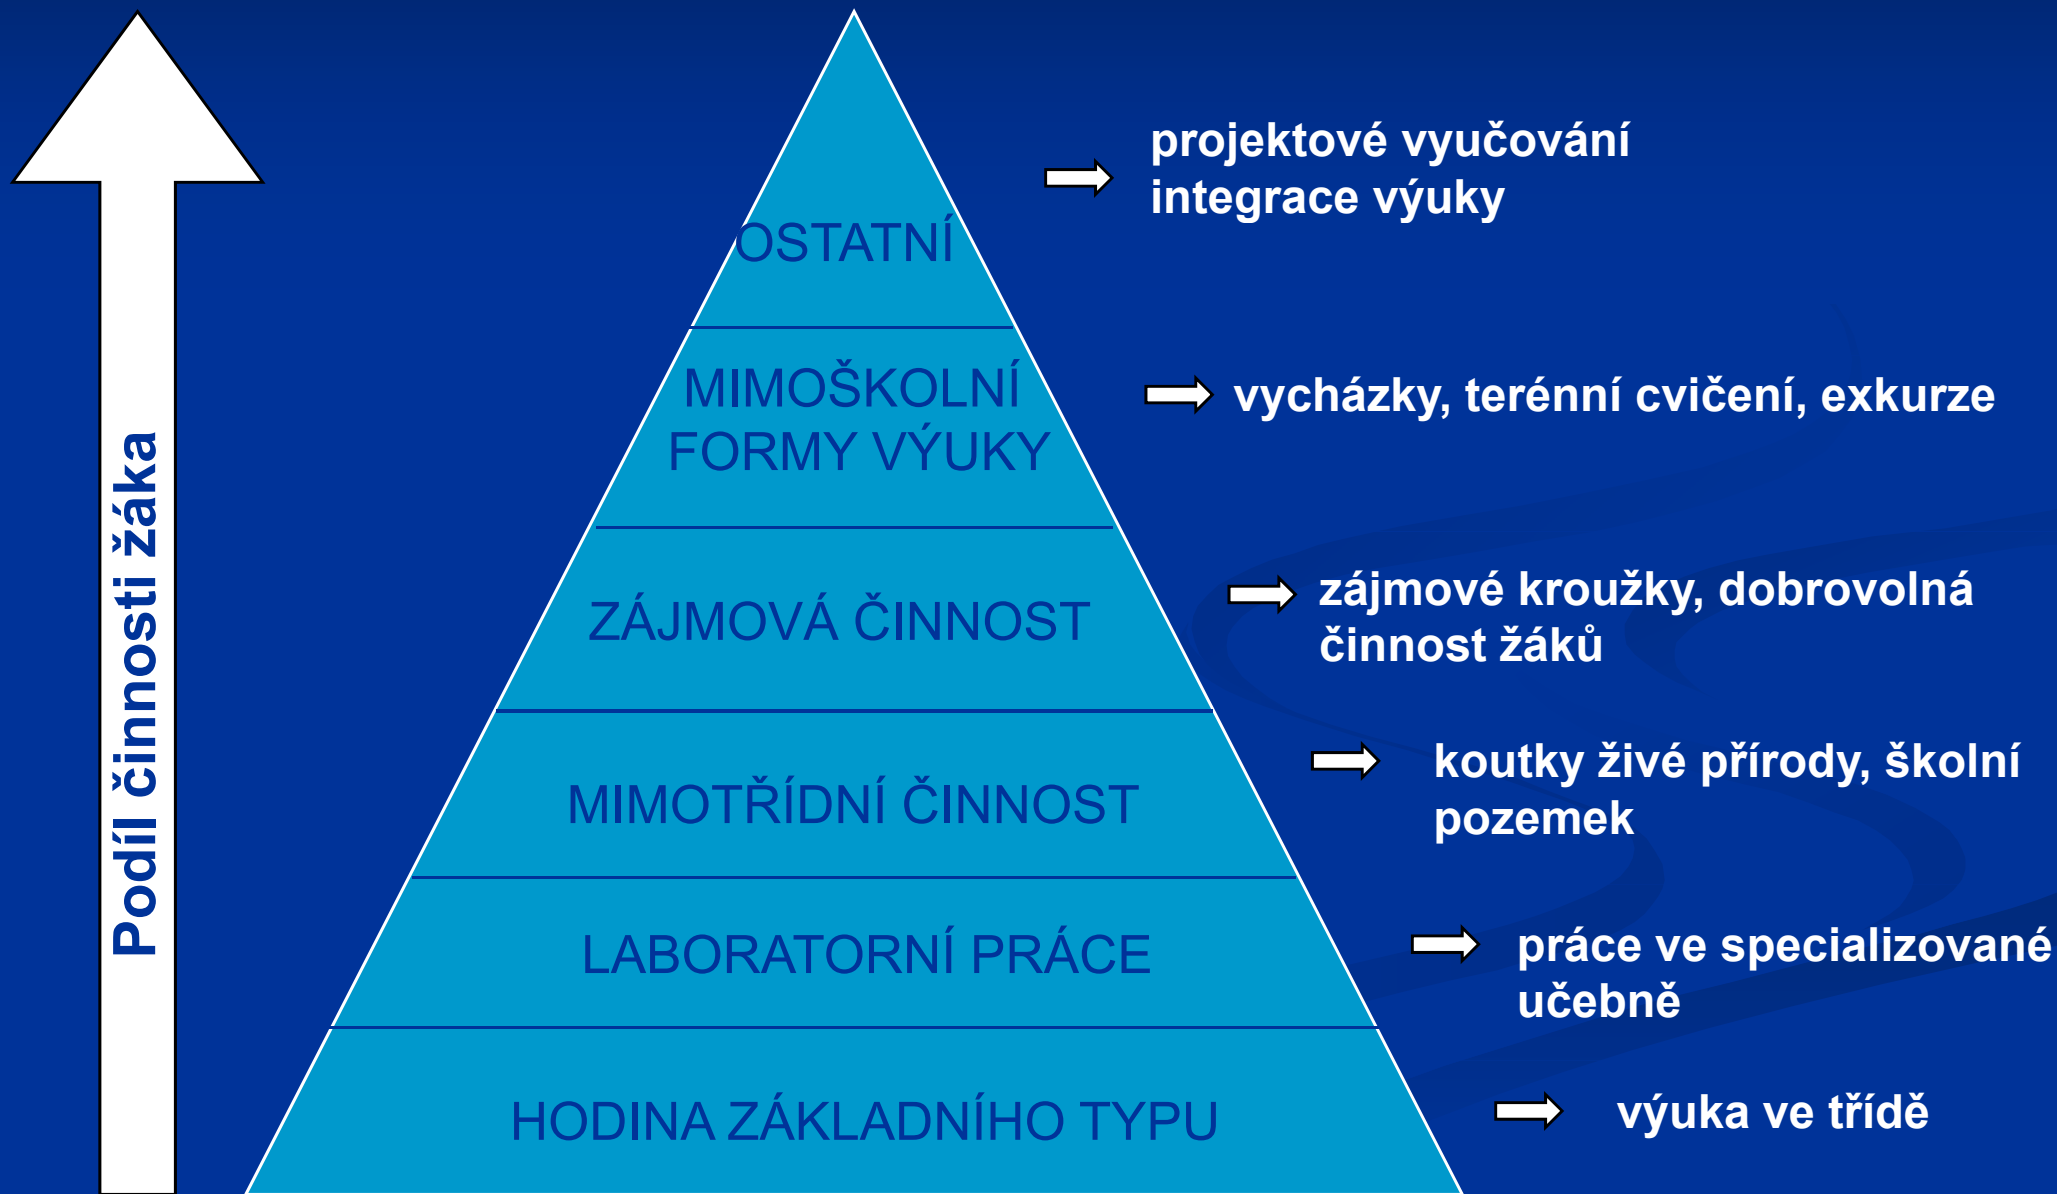 Podíl činnosti žáka
OSTATNÍ
projektové vyučování
integrace výuky
MIMOŠKOLNÍ
FORMY VÝUKY
vycházky, terénní cvičení, exkurze
ZÁJMOVÁ ČINNOST
zájmové kroužky, dobrovolná
činnost žáků
MIMOTŘÍDNÍ ČINNOST
koutky živé přírody, školní
pozemek
LABORATORNÍ PRÁCE
práce ve specializované
učebně
HODINA ZÁKLADNÍHO TYPU
výuka ve třídě